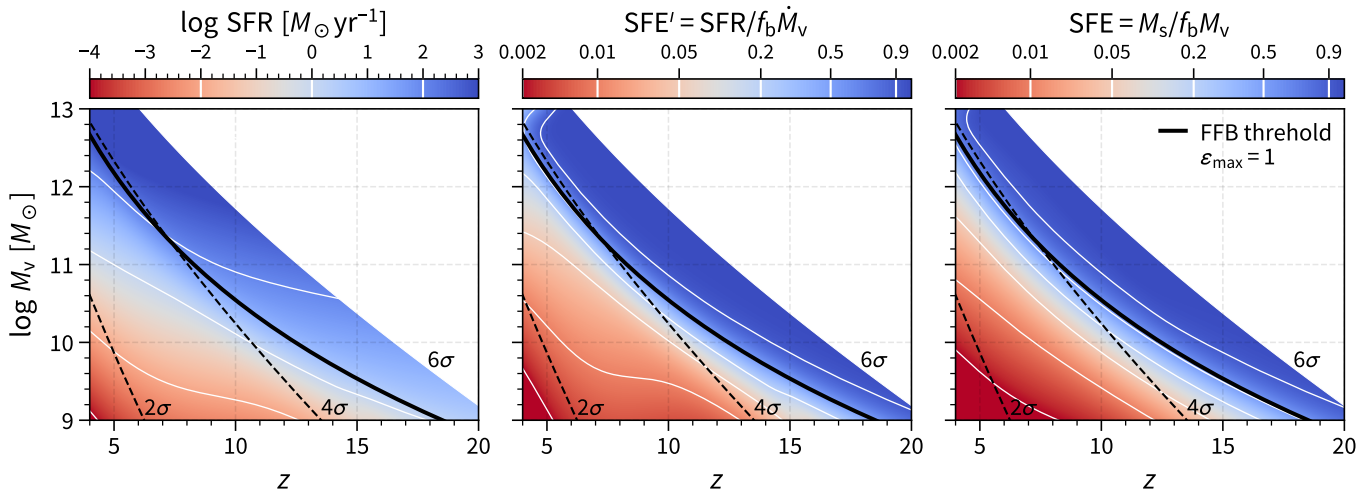 log SFR [M⊙ yr⁻¹]
−4 −3 −2 −1 0 1 2 3
SFE′ = SFR/f_b Ṁ_v
0.002 0.01 0.05 0.2 0.5 0.9
SFE = M_s/f_b M_v
0.002 0.01 0.05 0.2 0.5 0.9
log M_v [M⊙]
13
12
11
10
9
6σ
2σ
4σ
5 10 15 20
z
6σ
2σ
4σ
5 10 15 20
z
FFB threhold
ε_max = 1
6σ
2σ
4σ
5 10 15 20
z